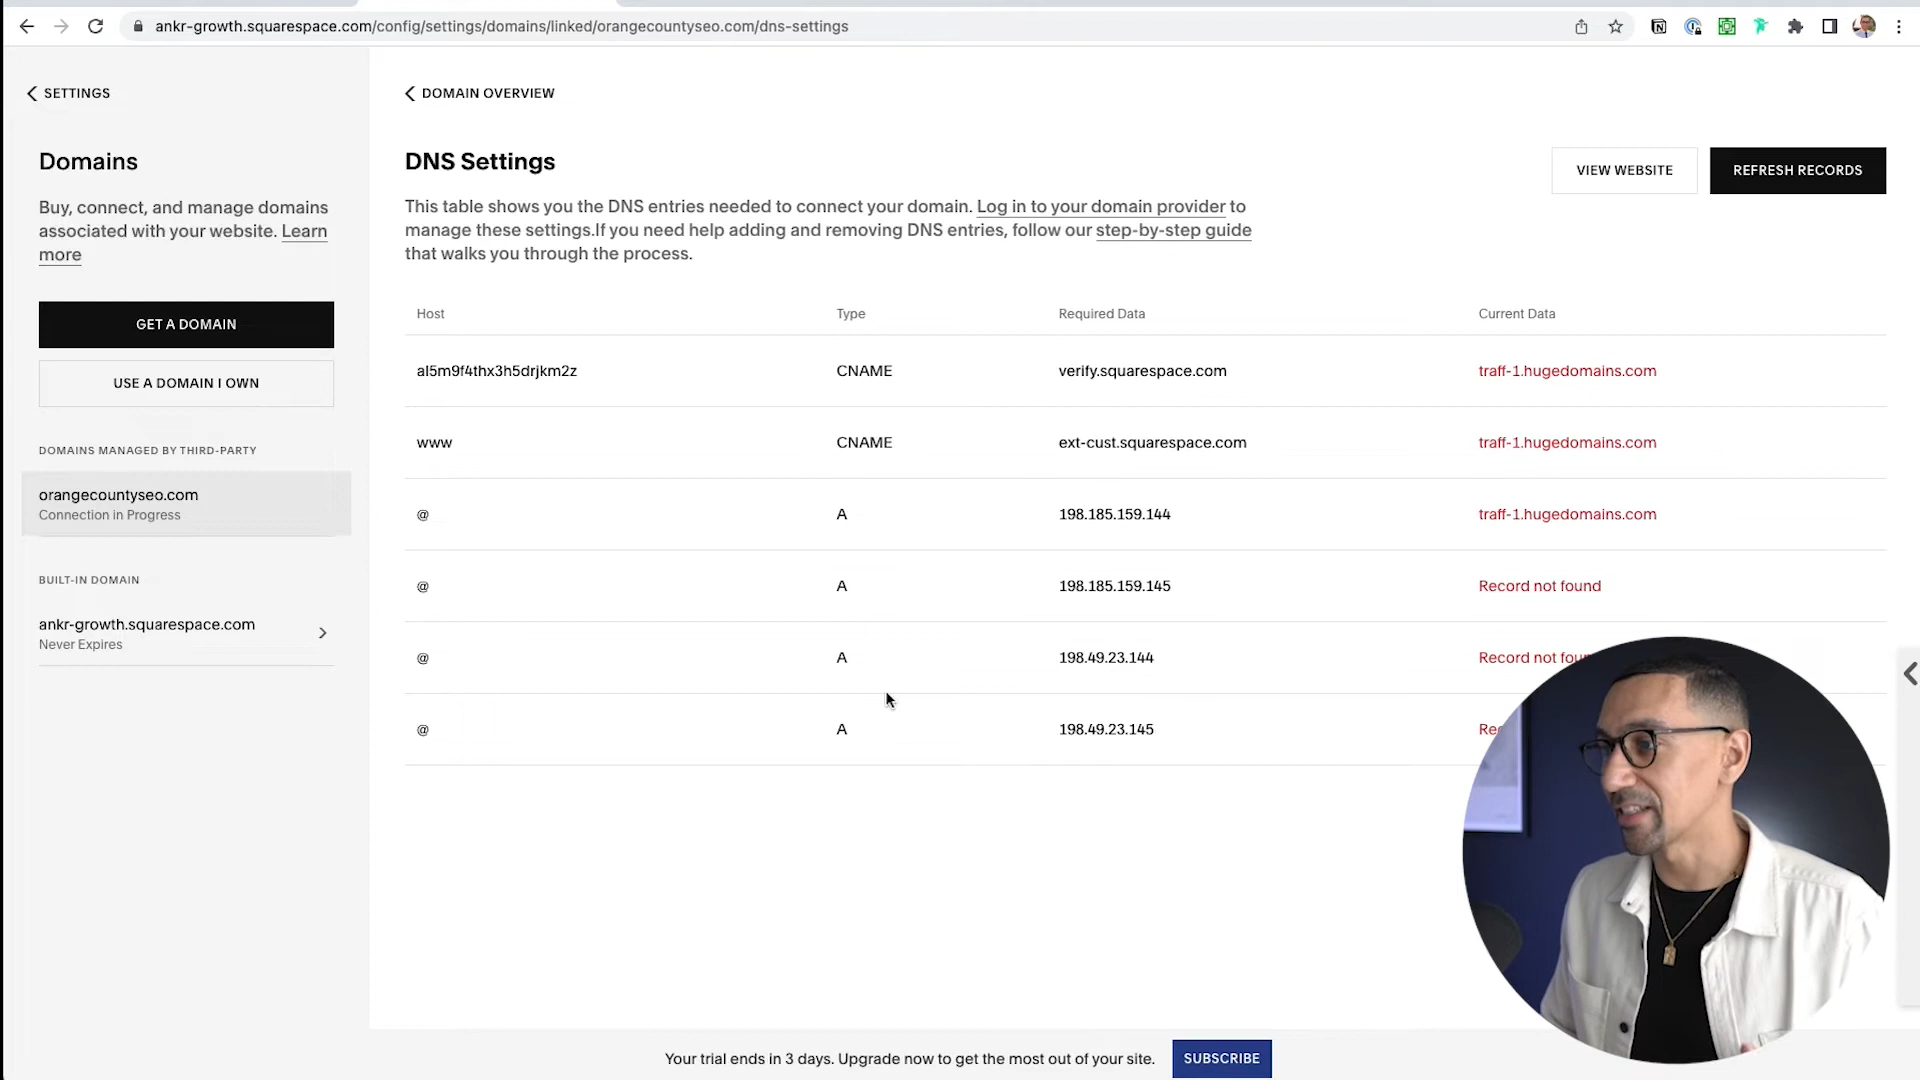 ankr-growth.squarespace.com/config/settings/domains/linked/orangecountyseo.com/dns-settings
SETTINGS
Domains
Buy, connect, and manage domains
associated with your website. Learn
more
GET A DOMAIN
USE A DOMAIN I OWN
DOMAINS MANAGED BY THIRD-PARTY
orangecountyseo.com
Connection in Progress
BUILT-IN DOMAIN
ankr-growth.squarespace.com
Never Expires
DOMAIN OVERVIEW
DNS Settings
VIEW WEBSITE
REFRESH RECORDS
This table shows you the DNS entries needed to connect your domain. Log in to your domain provider to
manage these settings.If you need help adding and removing DNS entries, follow our step-by-step guide
that walks you through the process.
Host Type Required Data Current Data
al5m9f4thx3h5drjkm2z CNAME verify.squarespace.com traff-1.hugedomains.com
www CNAME ext-cust.squarespace.com traff-1.hugedomains.com
@ A 198.185.159.144 traff-1.hugedomains.com
@ A 198.185.159.145 Record not found
@ A 198.49.23.144 Record not
@ A 198.49.23.145
Your trial ends in 3 days. Upgrade now to get the most out of your site.
SUBSCRIBE